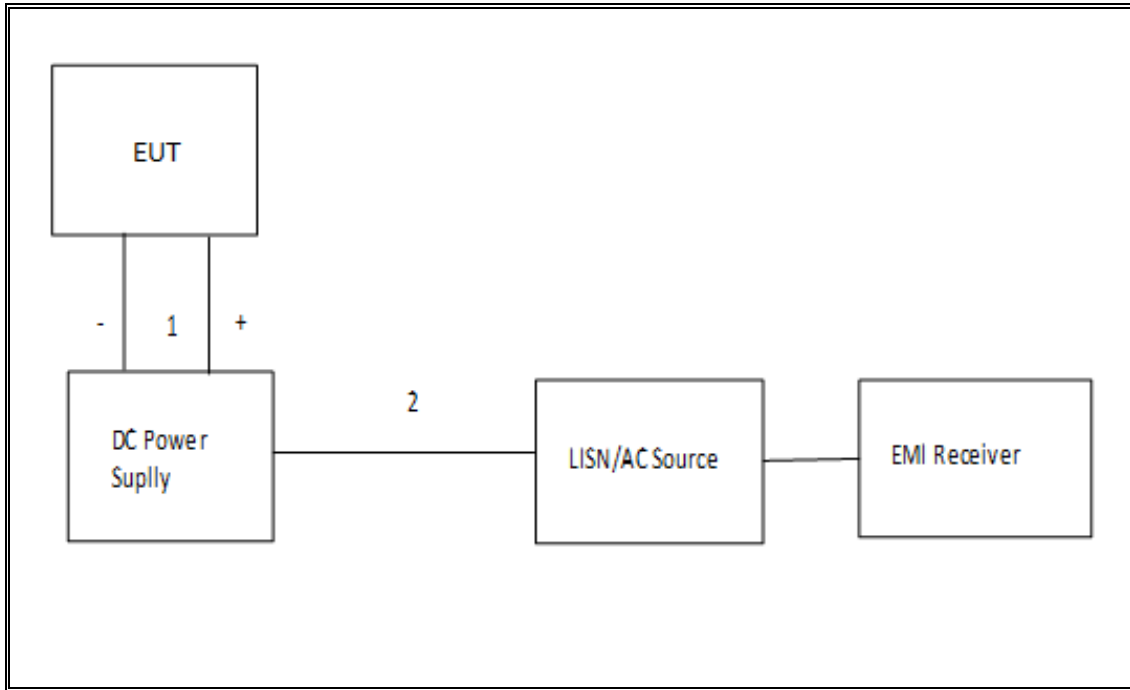 EUT
- 1 +
2
DC Power
Suplly
LISN/AC Source
EMI Receiver